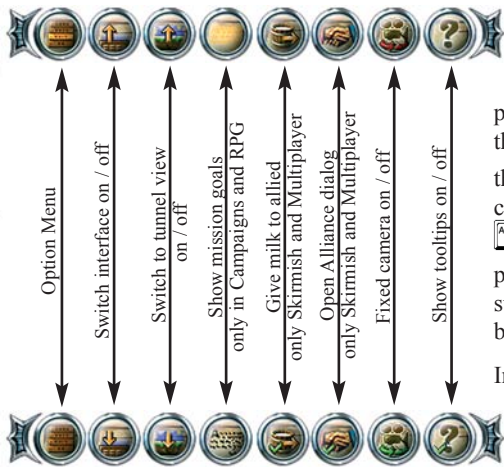 Option Menu
Switch interface on / off
Switch to tunnel view
on / off
Show mission goals
only in Campaigns and RPG
Give milk to allied
only Skirmish and Multiplayer
Open Alliance dialog
only Skirmish and Multiplayer
Fixed camera on / off
Show tooltips on / off